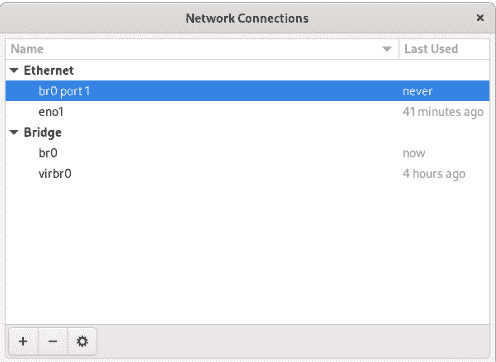 Network Connections
Name Last Used
Ethernet
br0 port 1 never
eno1 41 minutes ago
Bridge
br0 now
virbr0 4 hours ago